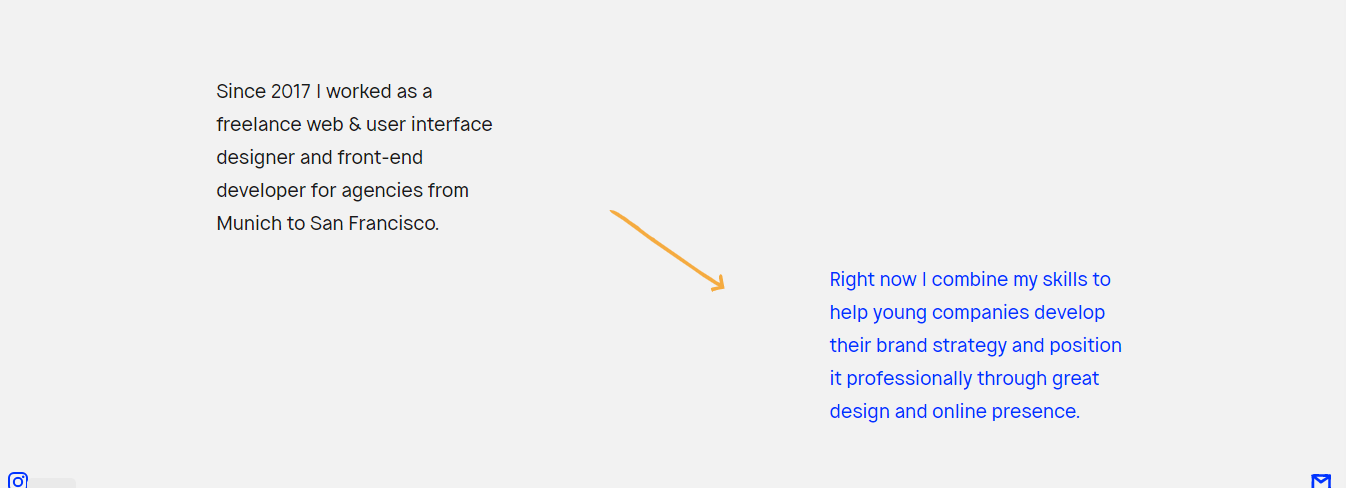 Since 2017 I worked as a
freelance web & user interface
designer and front-end
developer for agencies from
Munich to San Francisco.
Right now I combine my skills to
help young companies develop
their brand strategy and position
it professionally through great
design and online presence.